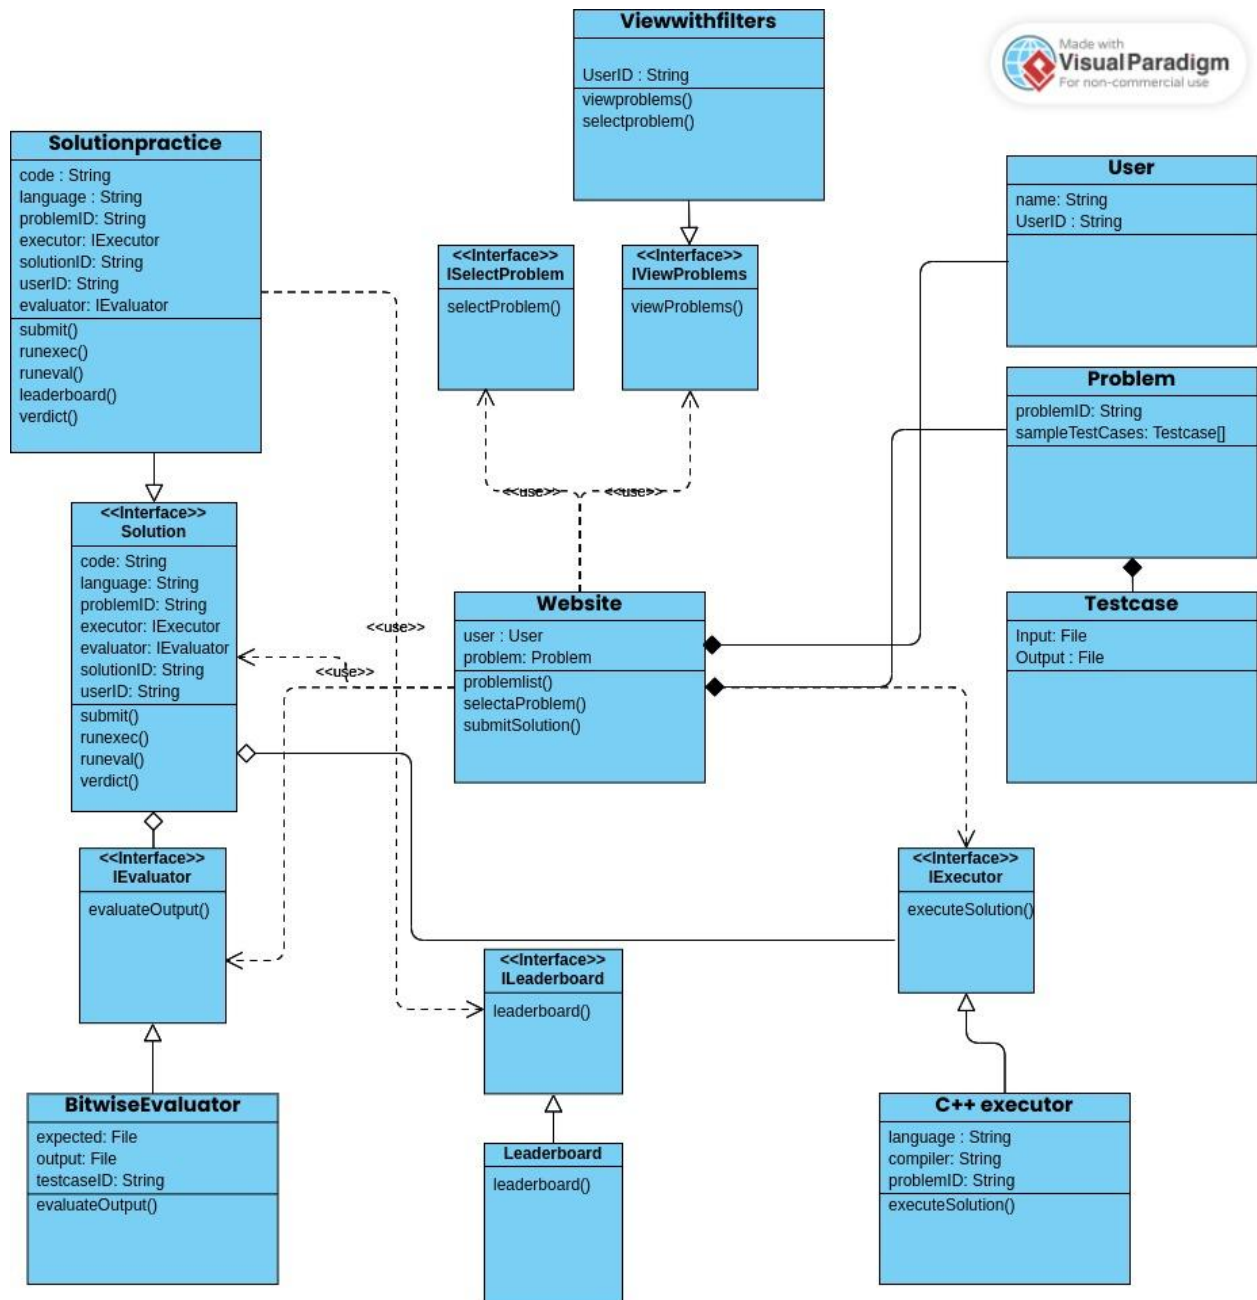 Viewwithfilters
UserID : String
viewproblems()
selectproblem()
Made with
Visual Paradigm
For non-commercial use
Solutionpractice
code : String
language : String
problemID: String
executor: IExecutor
solutionID: String
userID: String
evaluator: IEvaluator
submit()
runexec()
runeval()
leaderboard()
verdict()
User
name: String
UserID : String
<<Interface>>
ISelectProblem
selectProblem()
<<Interface>>
IViewProblems
viewProblems()
Problem
problemID: String
sampleTestCases: Testcase[]
<<use>>
<<use>>
<<Interface>>
Solution
code: String
language: String
problemID: String
executor: IExecutor
evaluator: IEvaluator
solutionID: String
userID: String
submit()
runexec()
runeval()
verdict()
<<use>>
<<use>>
Website
user : User
problem: Problem
problemlist()
selectaProblem()
submitSolution()
Testcase
Input: File
Output : File
<<Interface>>
IEvaluator
evaluateOutput()
<<Interface>>
IExecutor
executeSolution()
<<Interface>>
ILeaderboard
leaderboard()
BitwiseEvaluator
expected: File
output: File
testcaseID: String
evaluateOutput()
Leaderboard
leaderboard()
C++ executor
language : String
compiler: String
problemID: String
executeSolution()